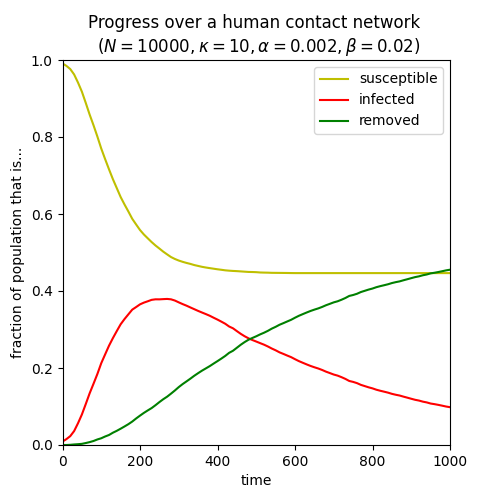 Progress over a human contact network
(N = 10000, κ = 10, α = 0.002, β = 0.02)
1.0
0.8
0.6
0.4
0.2
0.0
fraction of population that is...
susceptible
infected
removed
0 200 400 600 800 1000
time